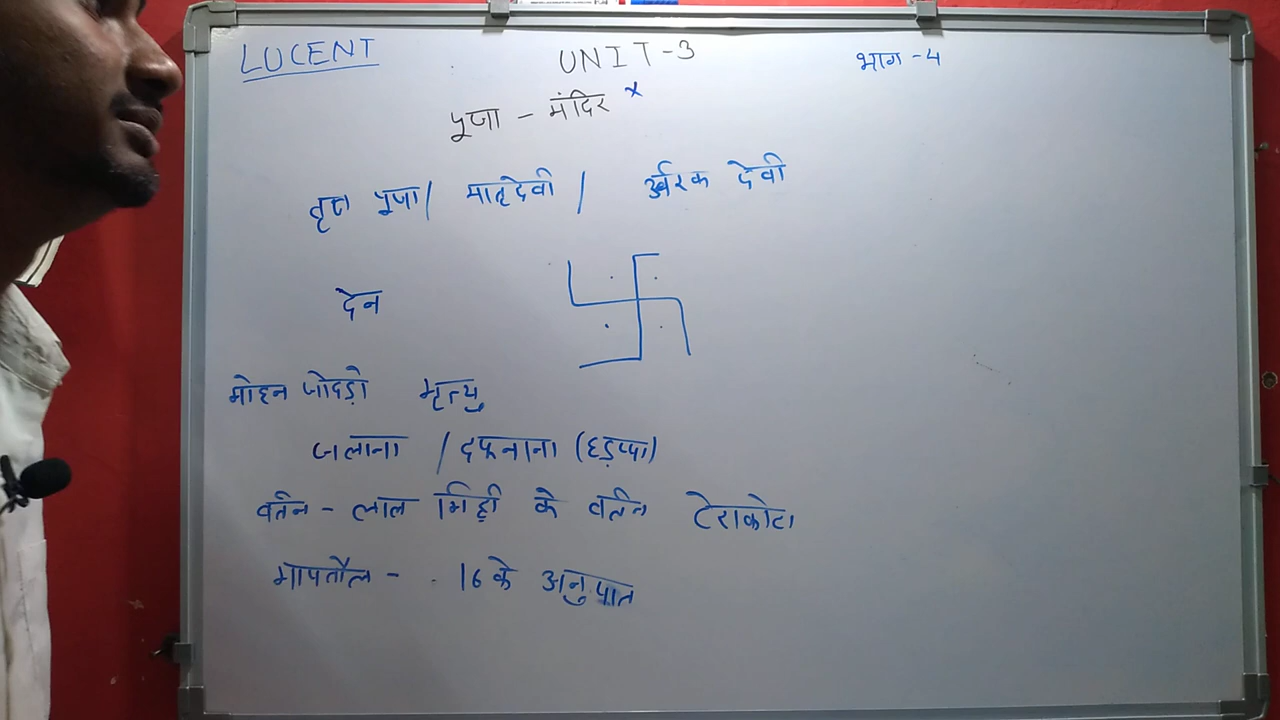 LUCENT UNIT-3 भाग-4
पूजा - मंदिर x
वृक्ष पूजा / मातृदेवी / उर्वरक देवी
देन
मोहन जोदड़ो मृत्यु
जलाना / दफनाना (हड़प्पा)
बर्तन - लाल मिट्टी के बर्तन टेराकोटा
मापतौल - 16 के अनुपात